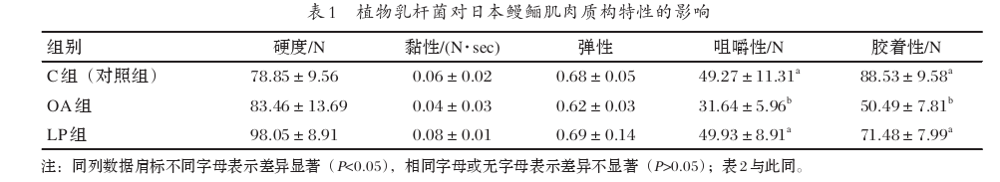 表1 植物乳杆菌对日本鳗鲡肌肉质构特性的影响
组别 硬度/N 黏性/(N·sec) 弹性 咀嚼性/N 胶着性/N
C组（对照组） 78.85±9.56 0.06±0.02 0.68±0.05 49.27±11.31ᵃ 88.53±9.58ᵃ
OA组 83.46±13.69 0.04±0.03 0.62±0.03 31.64±5.96ᵇ 50.49±7.81ᵇ
LP组 98.05±8.91 0.08±0.01 0.69±0.14 49.93±8.91ᵃ 71.48±7.99ᵃ
注：同列数据肩标不同字母表示差异显著（P<0.05），相同字母或无字母表示差异不显著（P>0.05）；表2与此同。